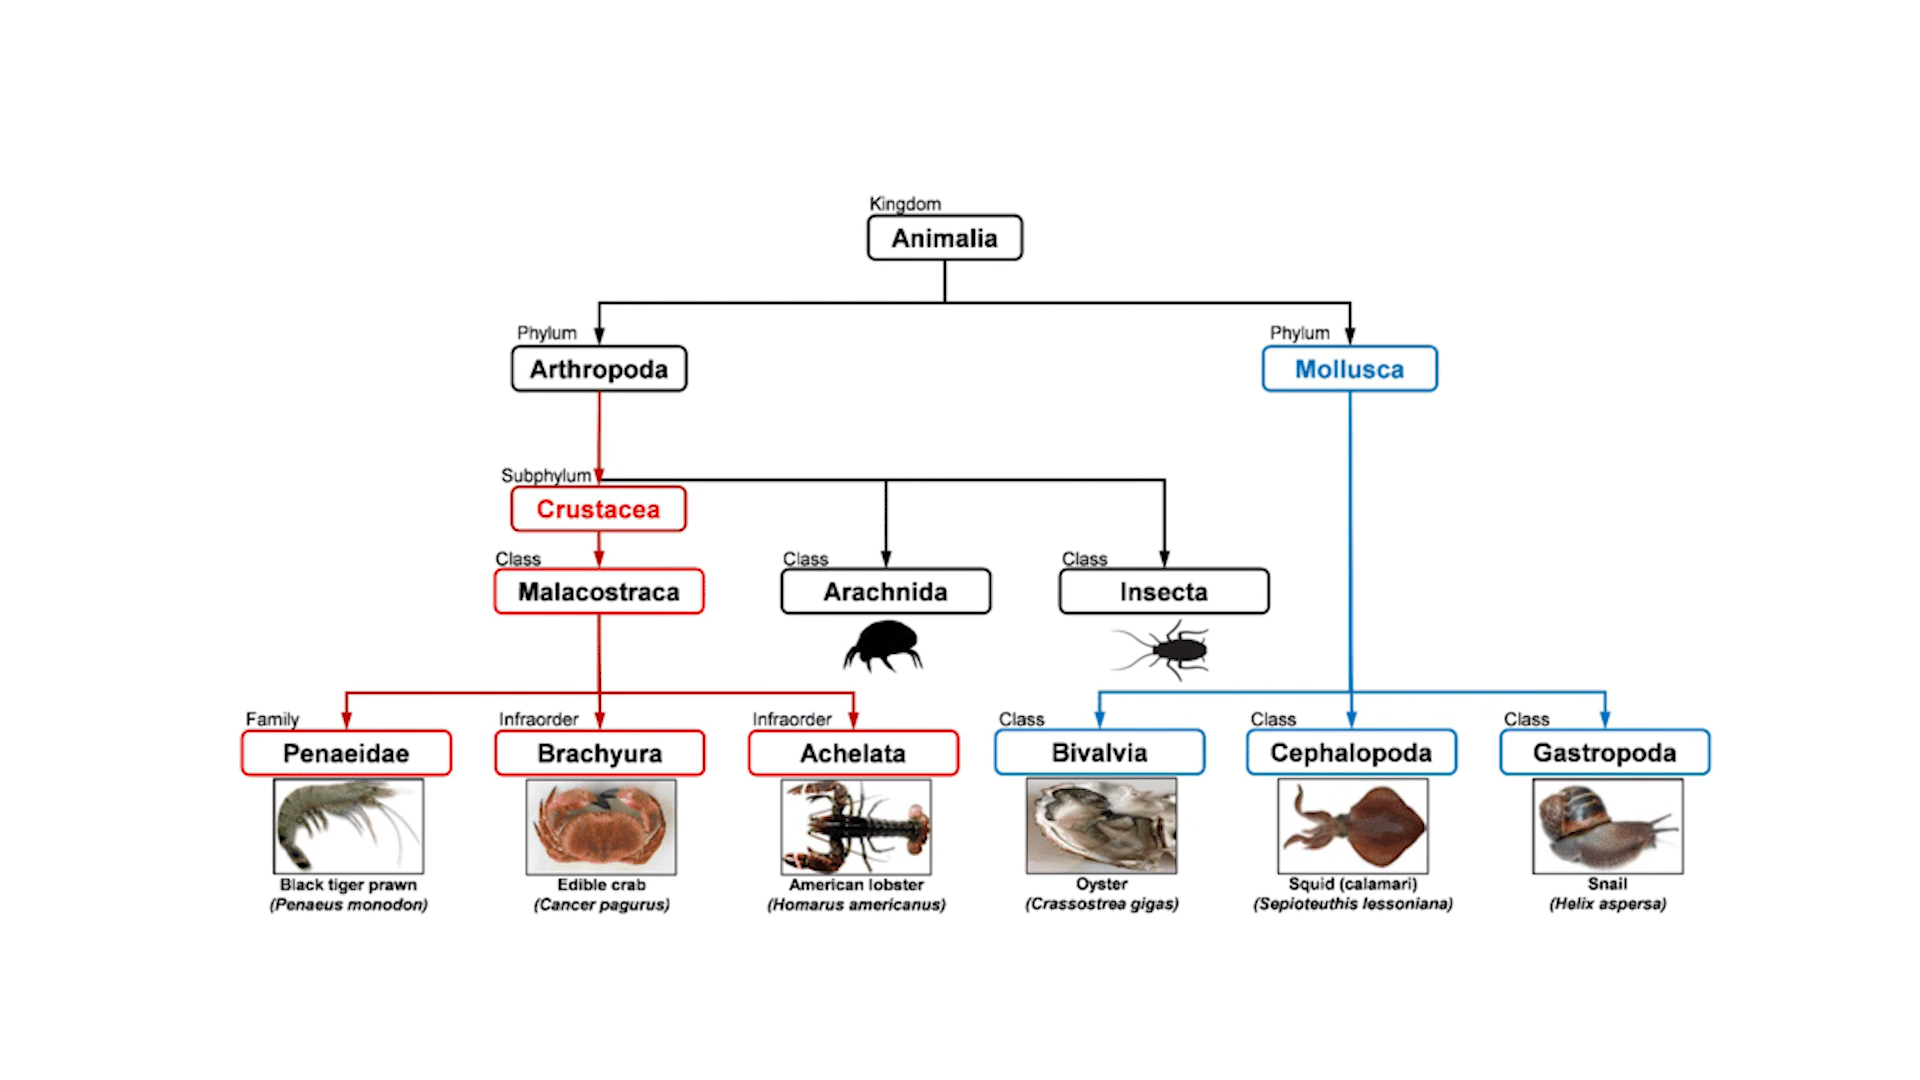 Kingdom
Animalia
Phylum
Arthropoda
Phylum
Mollusca
Subphylum
Crustacea
Class
Malacostraca
Class
Arachnida
Class
Insecta
Family
Penaeidae
Infraorder
Brachyura
Infraorder
Achelata
Class
Bivalvia
Class
Cephalopoda
Class
Gastropoda
Black tiger prawn
(Penaeus monodon)
Edible crab
(Cancer pagurus)
American lobster
(Homarus americanus)
Oyster
(Crassostrea gigas)
Squid (calamari)
(Sepioteuthis lessoniana)
Snail
(Helix aspersa)